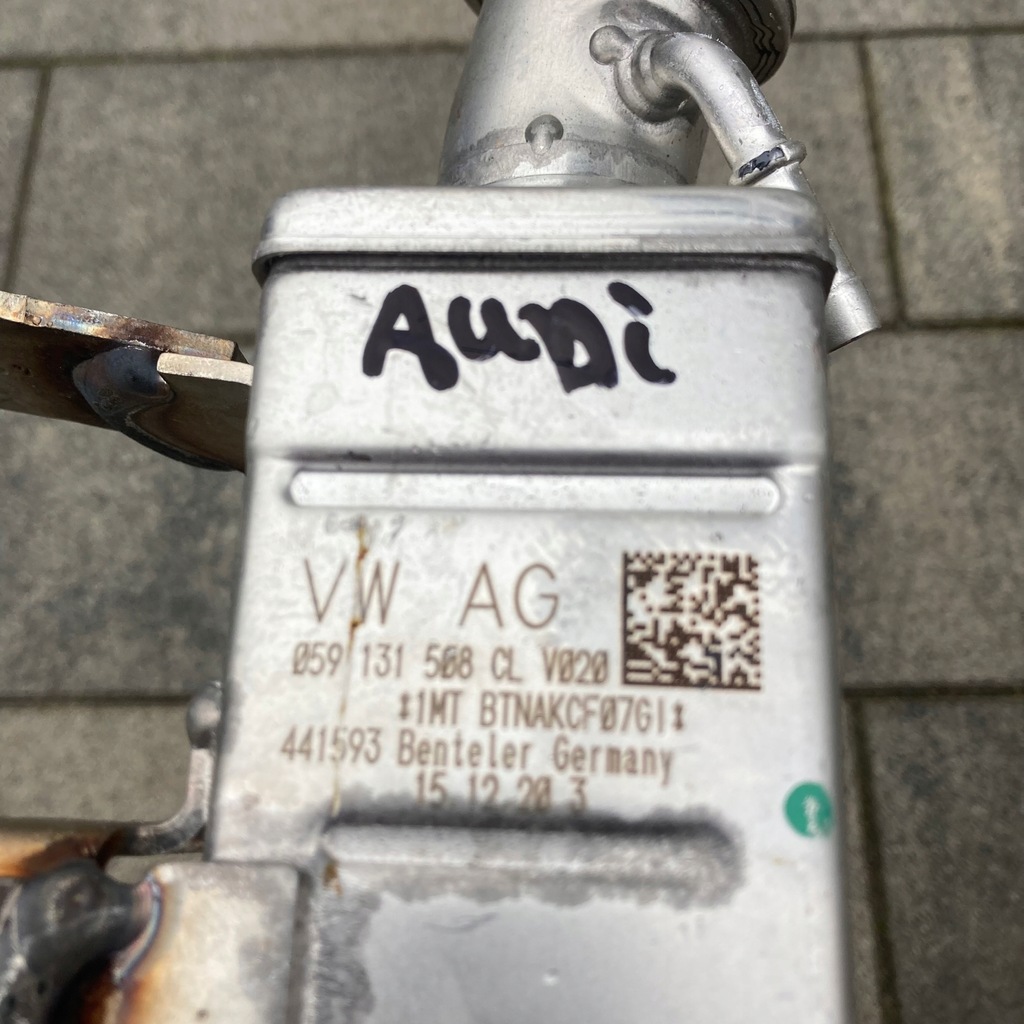 AUDi
VW AG
059 131 508 CL V020
‡1MT BTNAKCF07GI‡
441593 Benteler Germany
15.12.20 3